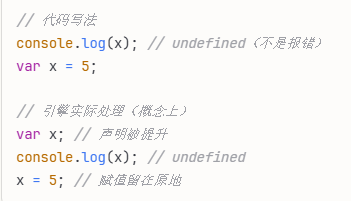 // 代码写法
console.log(x); // undefined（不是报错）
var x = 5;

// 引擎实际处理（概念上）
var x; // 声明被提升
console.log(x); // undefined
x = 5; // 赋值留在原地